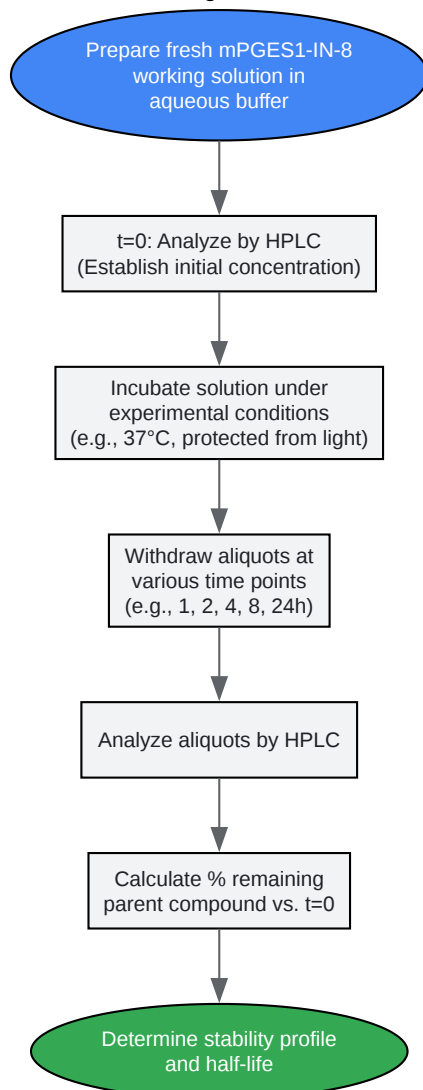 Prepare fresh mPGES1-IN-8
working solution in
aqueous buffer
t=0: Analyze by HPLC
(Establish initial concentration)
Incubate solution under
experimental conditions
(e.g., 37°C, protected from light)
Withdraw aliquots at
various time points
(e.g., 1, 2, 4, 8, 24h)
Analyze aliquots by HPLC
Calculate % remaining
parent compound vs. t=0
Determine stability profile
and half-life